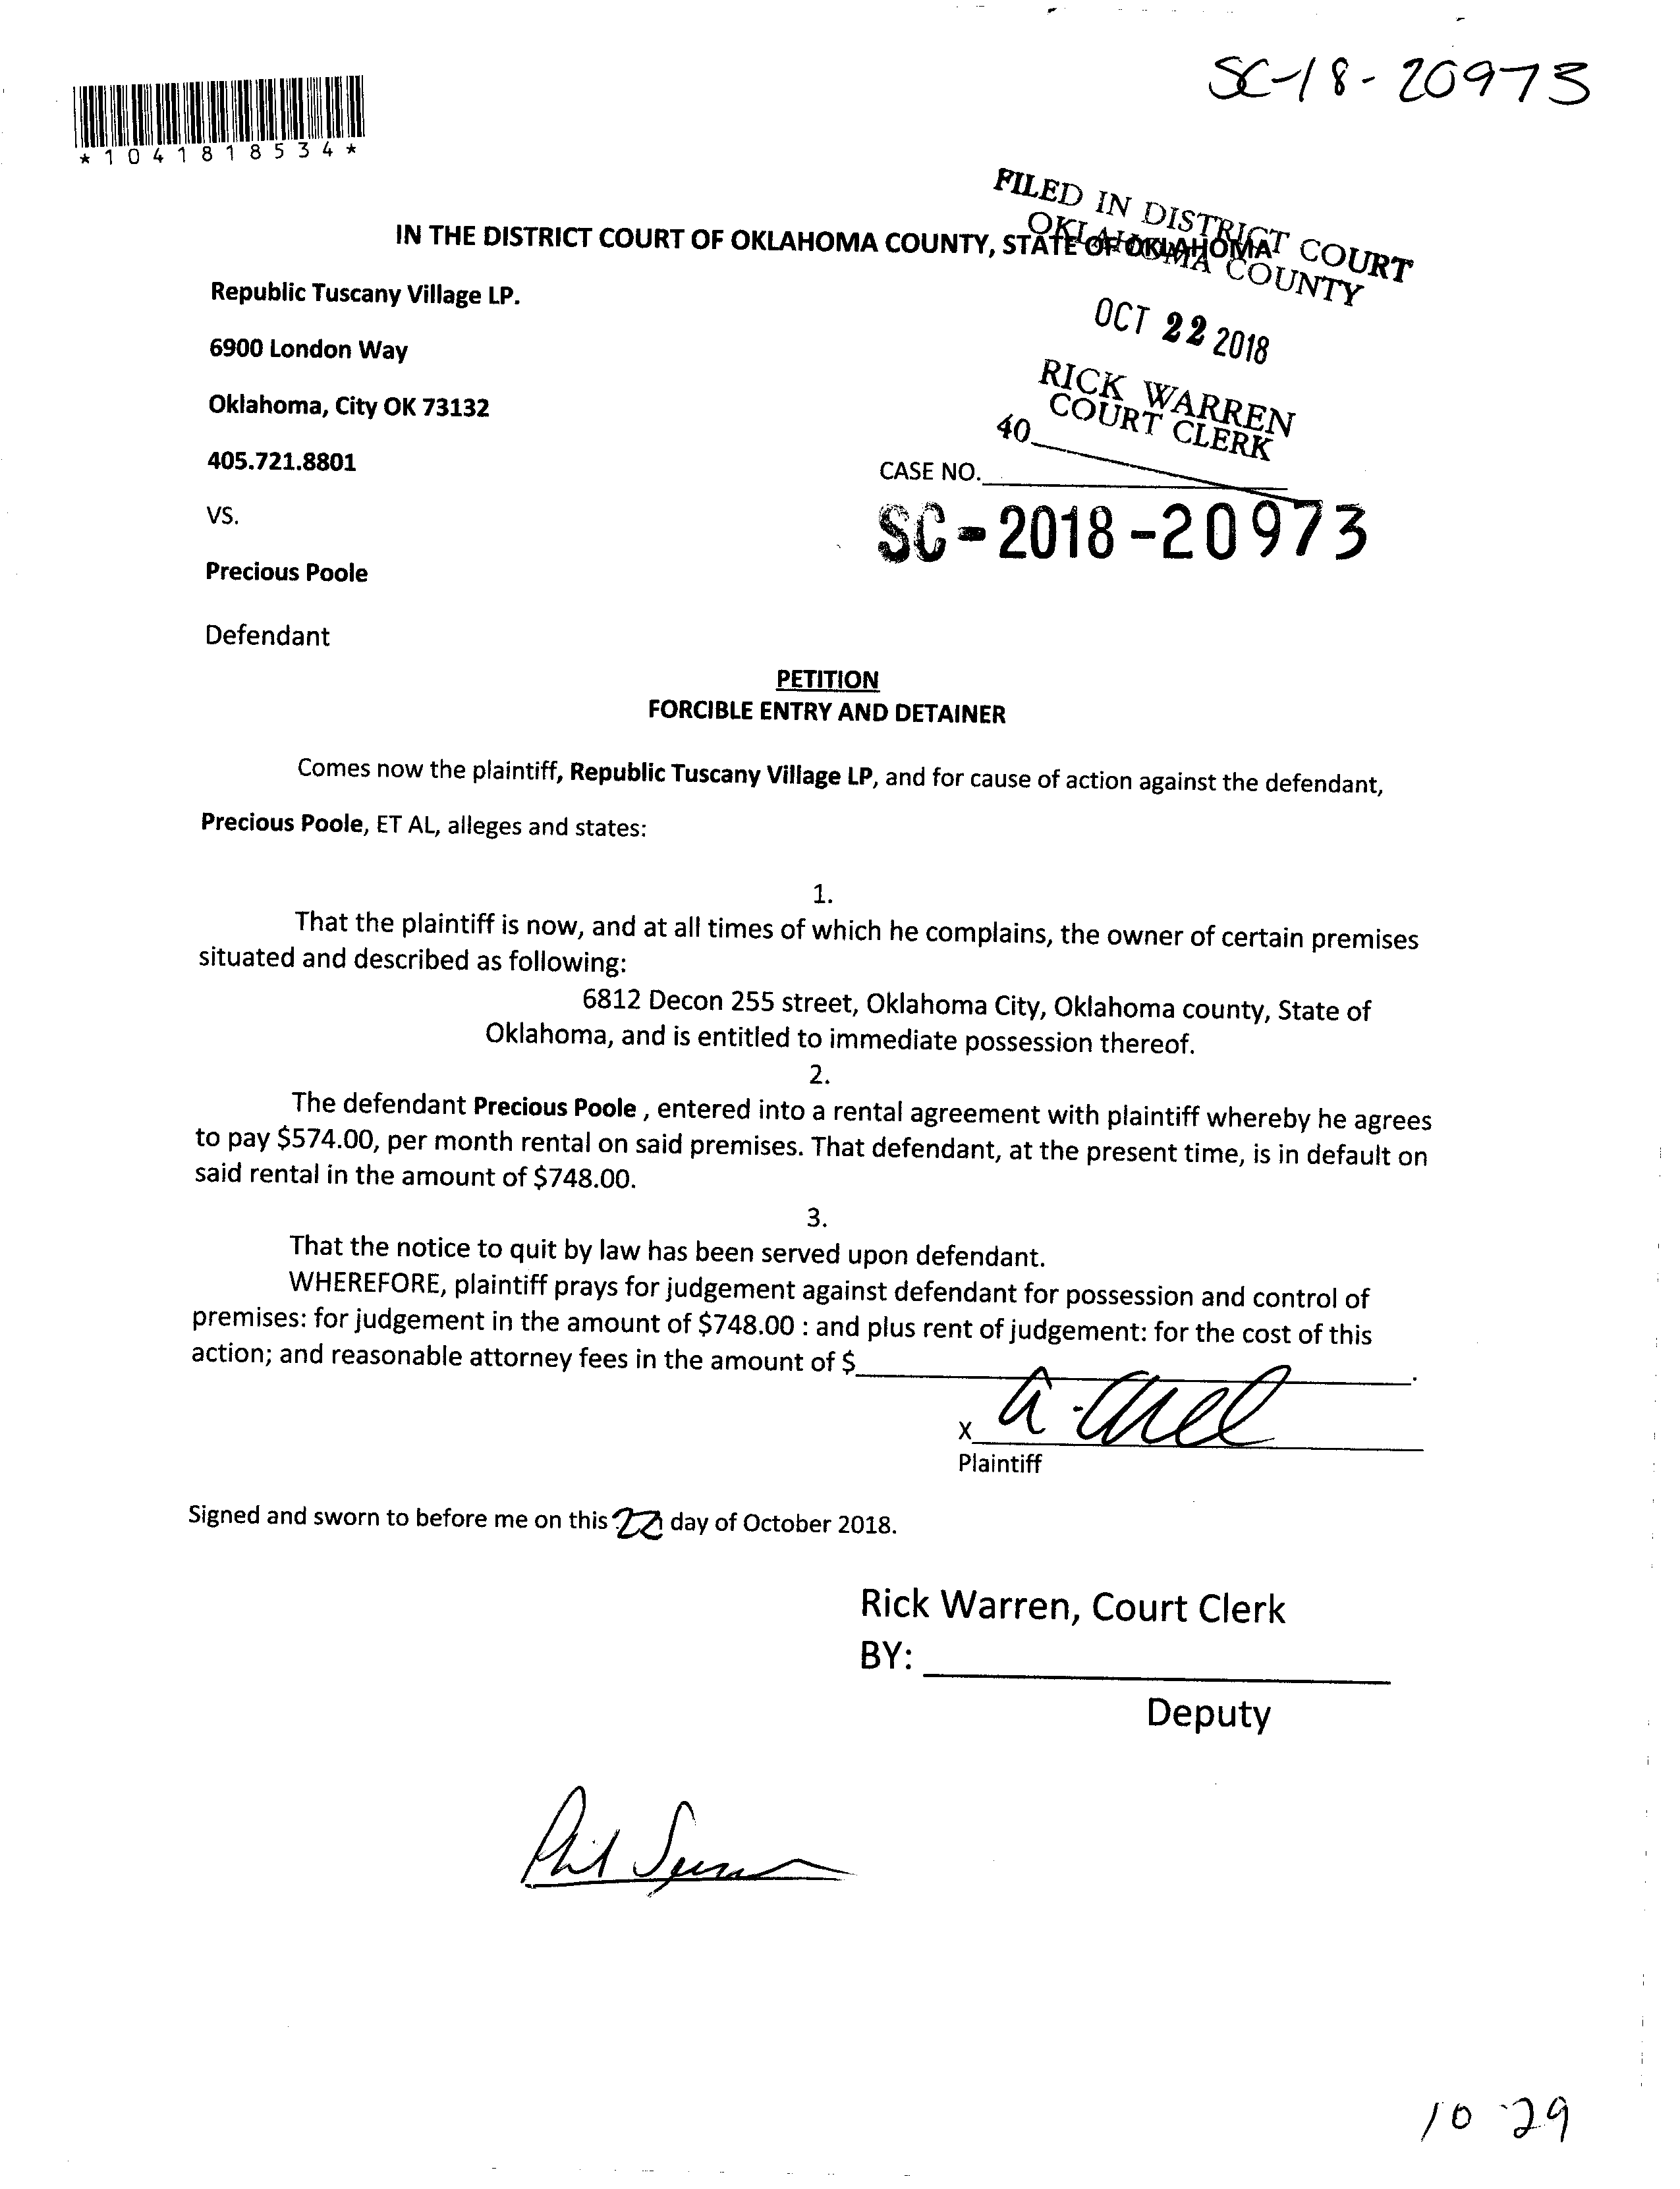 SC-18-20973
*1041818534*
FILED IN DISTRICT COURT
OKLAHOMA COUNTY
IN THE DISTRICT COURT OF OKLAHOMA COUNTY, STATE OF OKLAHOMA
Republic Tuscany Village LP.
OCT 22 2018
6900 London Way
RICK WARREN
COURT CLERK
Oklahoma, City OK 73132
40
405.721.8801
CASE NO.
VS.
SC-2018-20973
Precious Poole
Defendant
PETITION
FORCIBLE ENTRY AND DETAINER
Comes now the plaintiff, Republic Tuscany Village LP, and for cause of action against the defendant,
Precious Poole, ET AL, alleges and states:
1.
That the plaintiff is now, and at all times of which he complains, the owner of certain premises
situated and described as following:
6812 Decon 255 street, Oklahoma City, Oklahoma county, State of
Oklahoma, and is entitled to immediate possession thereof.
2.
The defendant Precious Poole , entered into a rental agreement with plaintiff whereby he agrees
to pay $574.00, per month rental on said premises. That defendant, at the present time, is in default on
said rental in the amount of $748.00.
3.
That the notice to quit by law has been served upon defendant.
WHEREFORE, plaintiff prays for judgement against defendant for possession and control of
premises: for judgement in the amount of $748.00 : and plus rent of judgement: for the cost of this
action; and reasonable attorney fees in the amount of $
X
Plaintiff
Signed and sworn to before me on this 22 day of October 2018.
Rick Warren, Court Clerk
BY:
Deputy
Phil
10-29